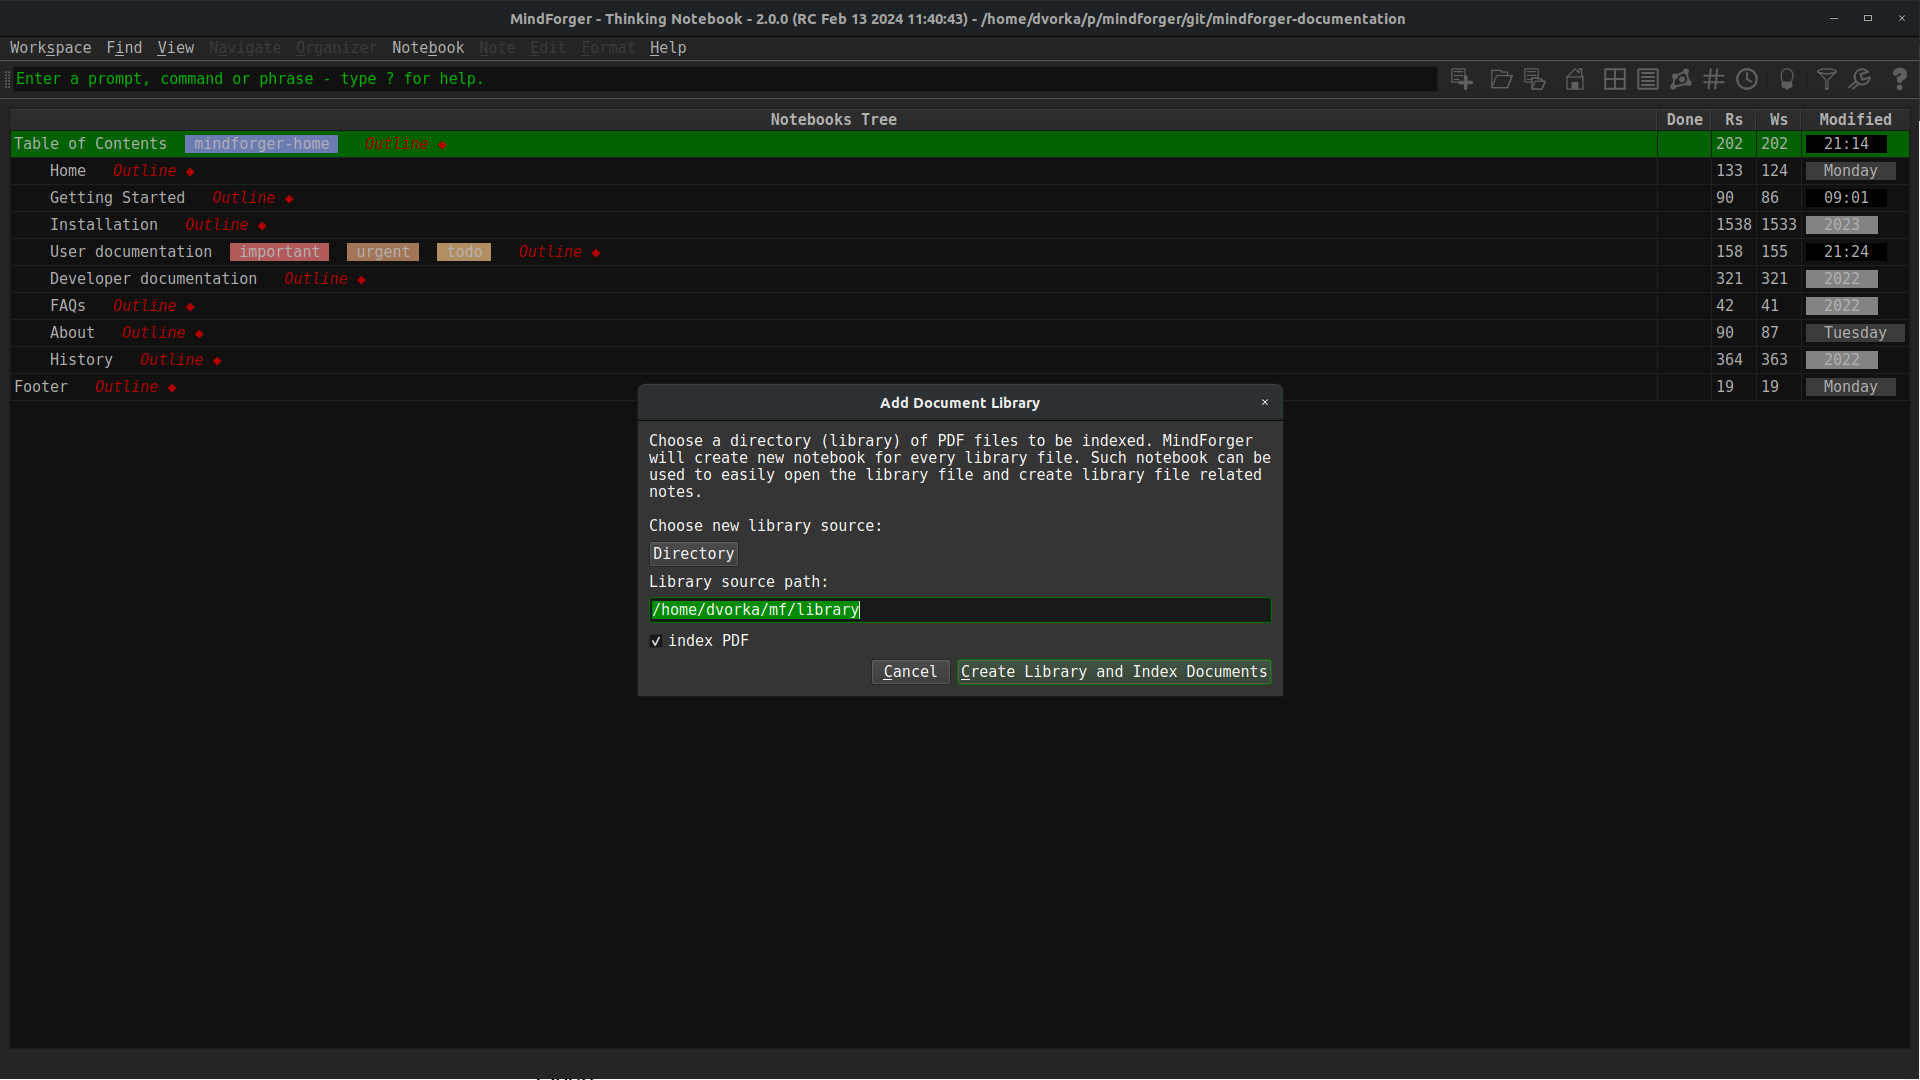 MindForger - Thinking Notebook - 2.0.0 (RC Feb 13 2024 11:40:43) - /home/dvorka/p/mindforger/git/mindforger-documentation
Workspace Find View Navigate Organizer Notebook Note Edit Format Help
Enter a prompt, command or phrase - type ? for help.
Notebooks Tree Done Rs Ws Modified
Table of Contents mindforger-home Outline ◆ 202 202 21:14
Home Outline ◆ 133 124 Monday
Getting Started Outline ◆ 90 86 09:01
Installation Outline ◆ 1538 1533 2023
User documentation important urgent todo Outline ◆ 158 155 21:24
Developer documentation Outline ◆ 321 321 2022
FAQs Outline ◆ 42 41 2022
About Outline ◆ 90 87 Tuesday
History Outline ◆ 364 363 2022
Footer Outline ◆ 19 19 Monday
Add Document Library
Choose a directory (library) of PDF files to be indexed. MindForger
will create new notebook for every library file. Such notebook can be
used to easily open the library file and create library file related
notes.
Choose new library source:
Directory
Library source path:
/home/dvorka/mf/library
index PDF
Cancel Create Library and Index Documents